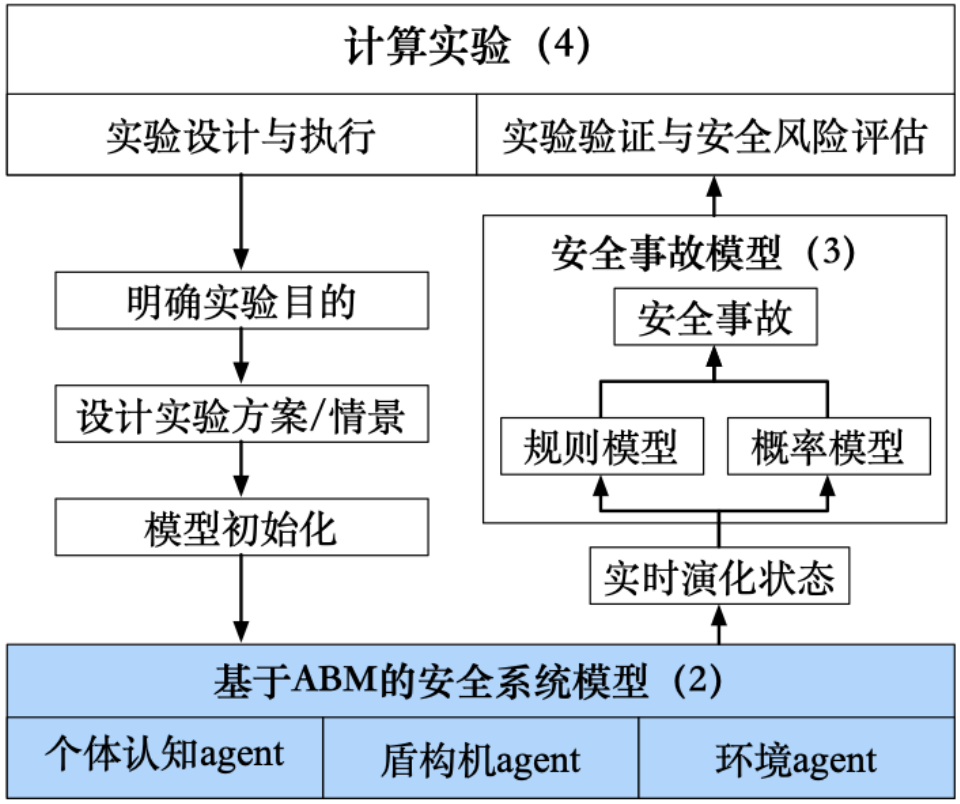 计算实验（4）
实验设计与执行
实验验证与安全风险评估
明确实验目的
设计实验方案/情景
模型初始化
安全事故模型（3）
安全事故
规则模型
概率模型
实时演化状态
基于ABM的安全系统模型（2）
个体认知agent
盾构机agent
环境agent